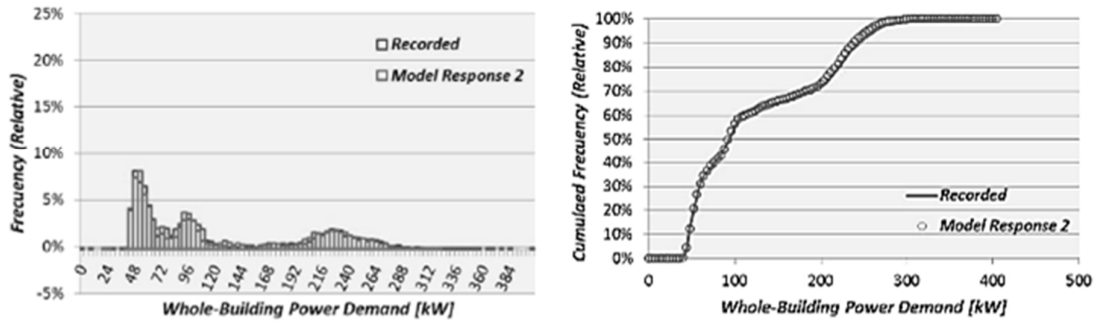 25%
20%
15%
10%
5%
0%
-5%
Frecuency (Relative)
Recorded
Model Response 2
0 24 48 72 96 120 144 168 192 216 240 264 288 312 336 360 384
Whole-Building Power Demand [kW]
100%
90%
80%
70%
60%
50%
40%
30%
20%
10%
0%
Cumulaed Frecuency (Relative)
Recorded
Model Response 2
0 100 200 300 400 500
Whole-Building Power Demand [kW]